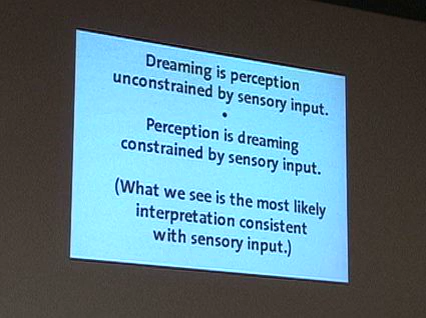 Dreaming is perception
unconstrained by sensory input.
•
Perception is dreaming
constrained by sensory input.
(What we see is the most likely
interpretation consistent
with sensory input.)